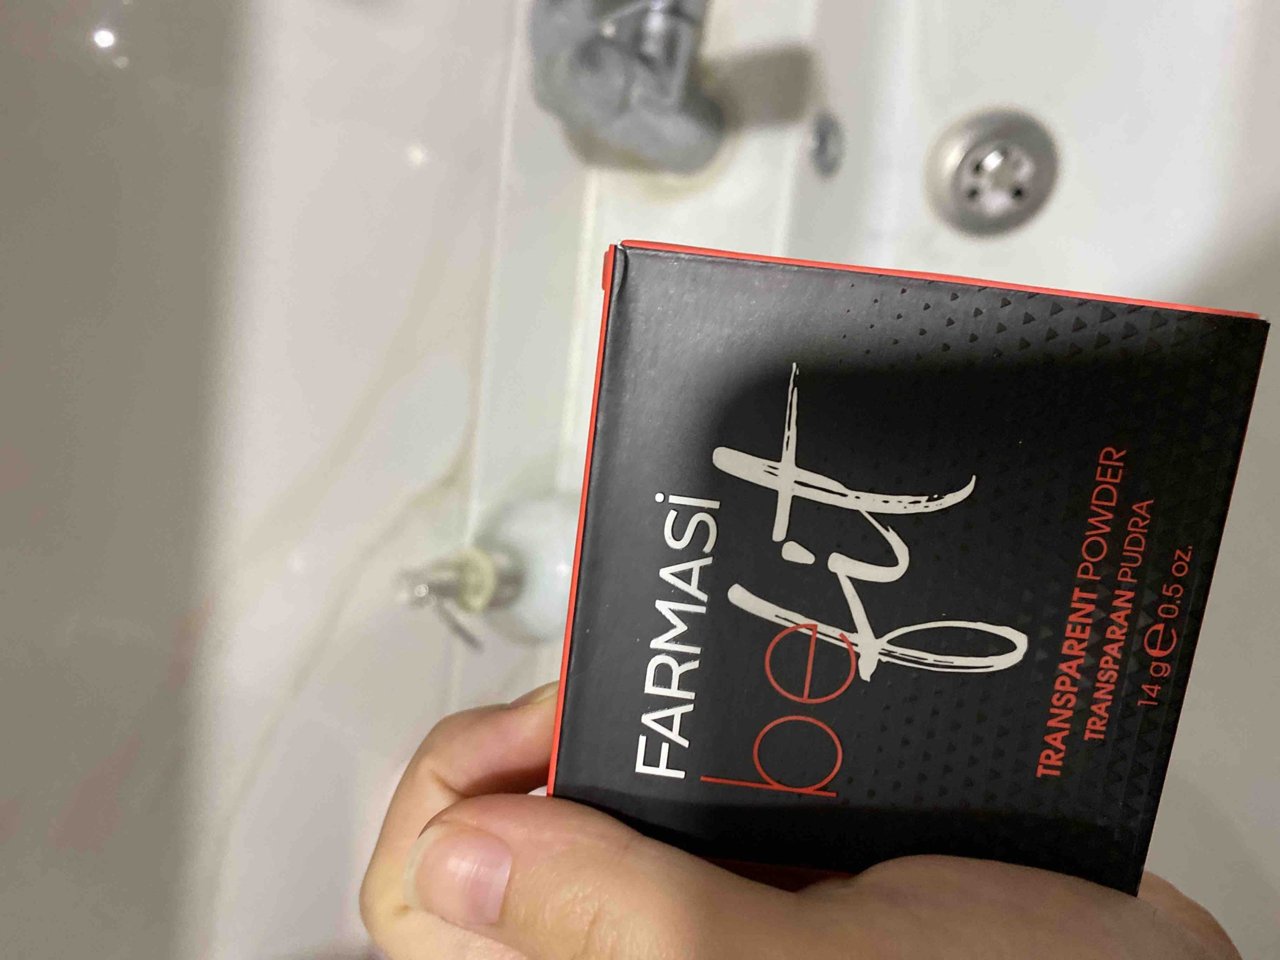 FARMASi
be fit
TRANSPARENT POWDER
TRANSPARAN PUDRA
14 g ℮ 0.5 oz.